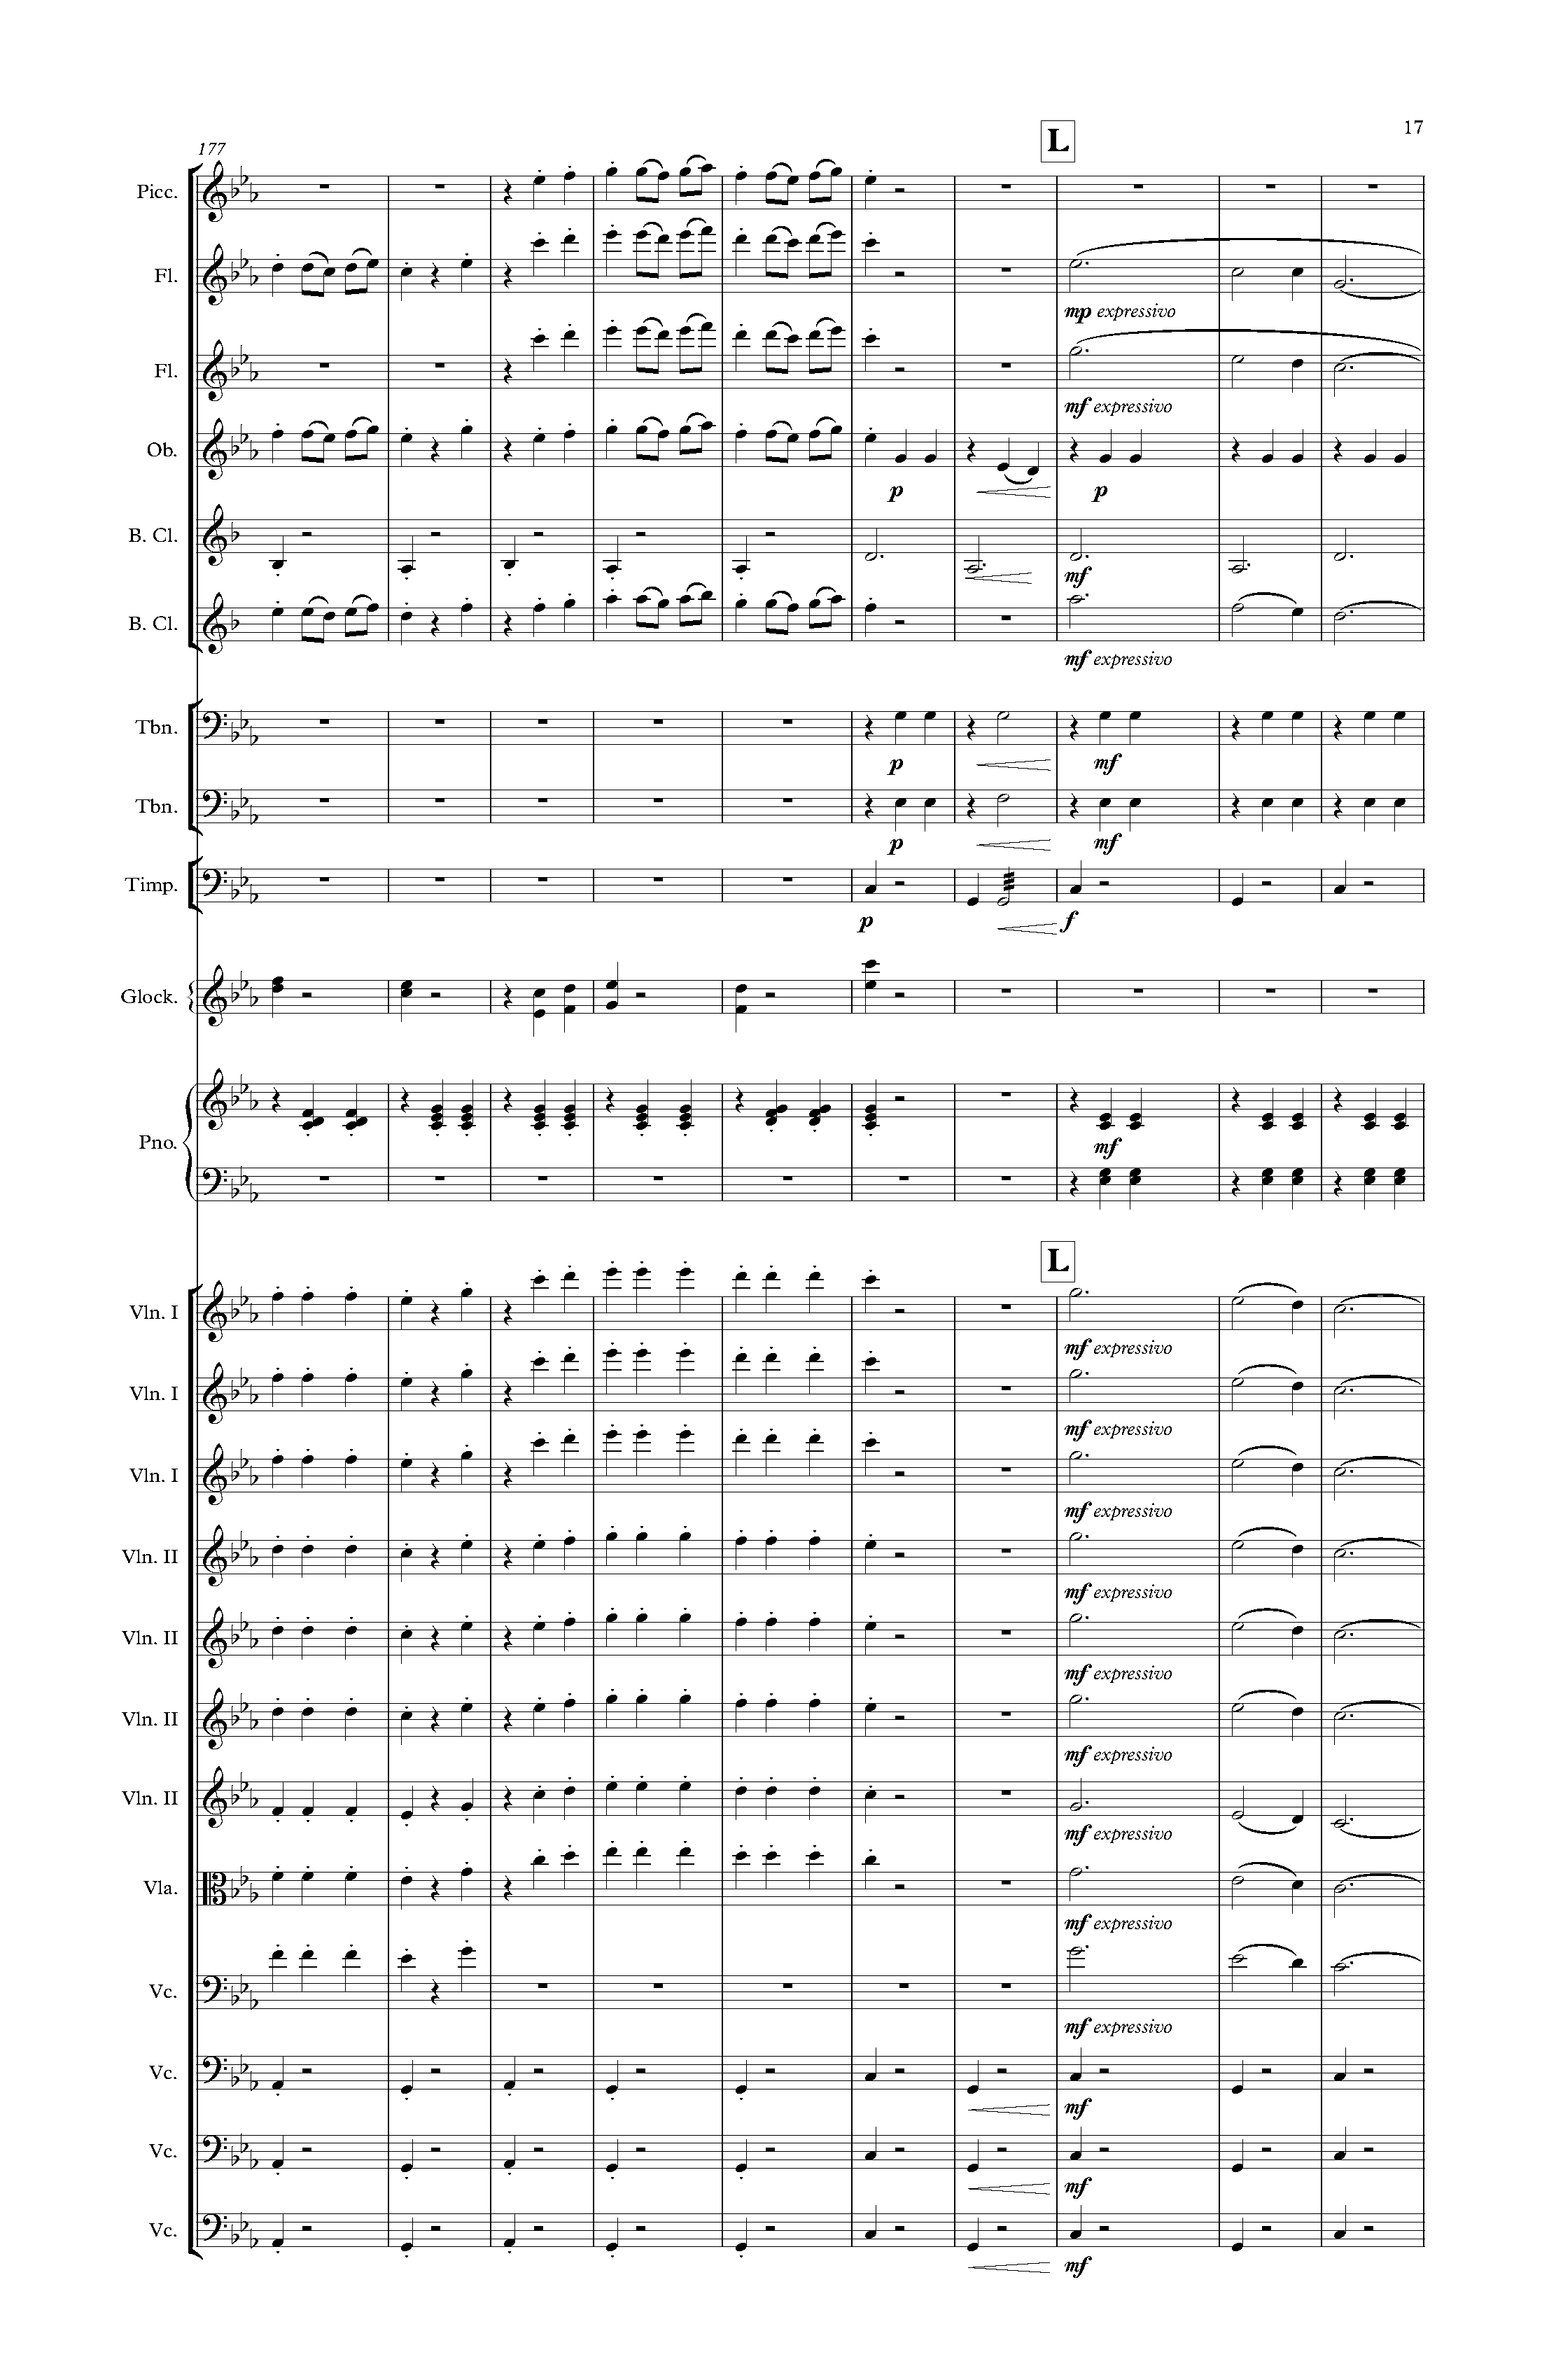 17
L
177
Picc.
Fl.
mp expressivo
Fl.
mf expressivo
Ob.
p p
B. Cl.
mf
B. Cl.
mf expressivo
Tbn.
p mf
Tbn.
p mf
Timp.
p f
Glock.
Pno.
mf
L
Vln. I
mf expressivo
Vln. I
mf expressivo
Vln. I
mf expressivo
Vln. II
mf expressivo
Vln. II
mf expressivo
Vln. II
mf expressivo
Vln. II
mf expressivo
Vla.
mf expressivo
Vc.
mf expressivo
Vc.
mf
Vc.
mf
Vc.
mf